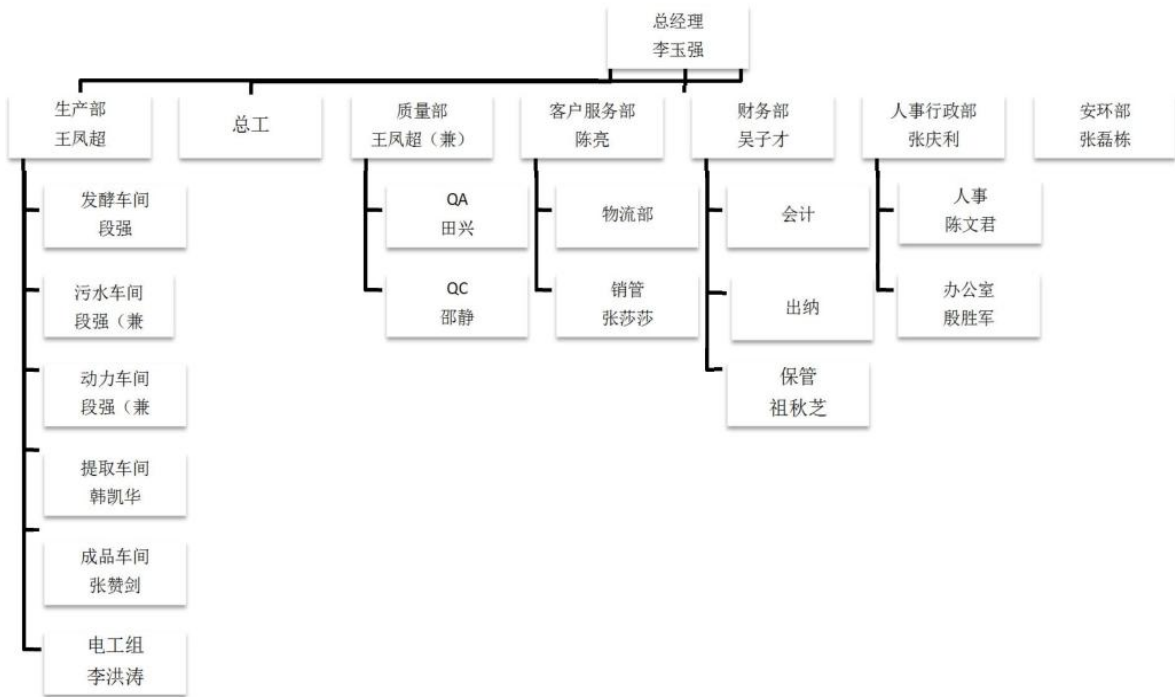 总经理
李玉强
生产部
王凤超
总工
质量部
王凤超（兼）
客户服务部
陈亮
财务部
吴子才
人事行政部
张庆利
安环部
张磊栋
发酵车间
段强
QA
田兴
物流部
会计
人事
陈文君
污水车间
段强（兼
QC
邵静
销管
张莎莎
出纳
办公室
殷胜军
动力车间
段强（兼
保管
祖秋芝
提取车间
韩凯华
成品车间
张赞剑
电工组
李洪涛